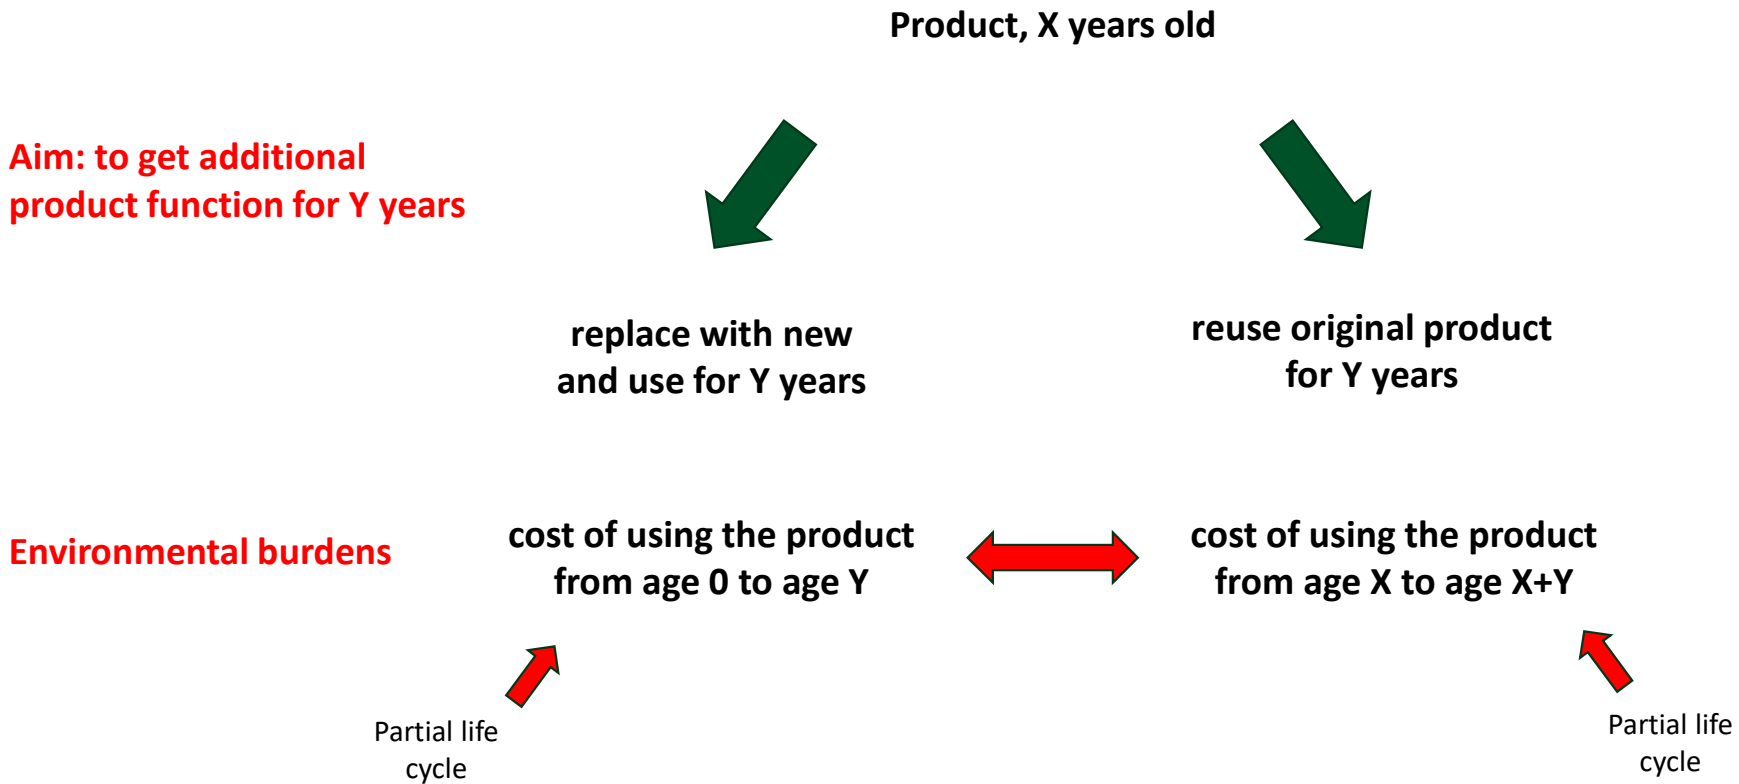 Product, X years old
Aim: to get additional
product function for Y years
replace with new
and use for Y years
reuse original product
for Y years
Environmental burdens
cost of using the product
from age 0 to age Y
cost of using the product
from age X to age X+Y
Partial life
cycle
Partial life
cycle